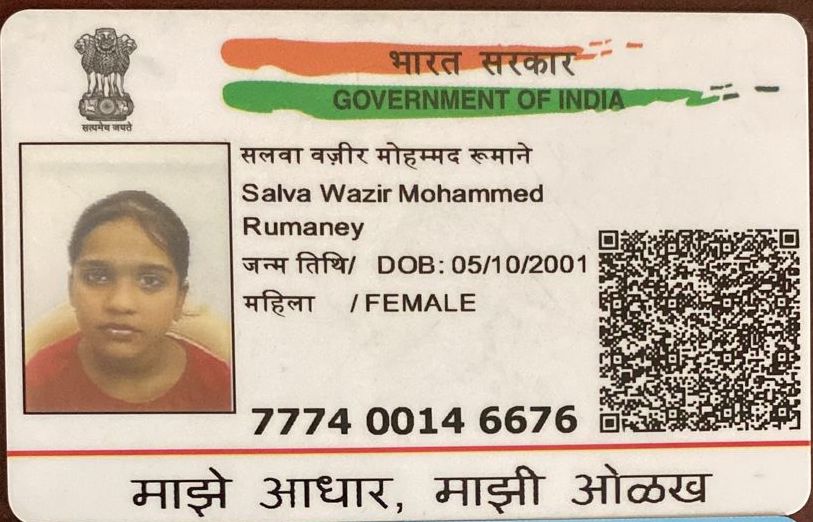 सत्यमेव जयते
भारत सरकार
GOVERNMENT OF INDIA
सलवा वज़ीर मोहम्मद रूमाने
Salva Wazir Mohammed
Rumaney
जन्म तिथि/ DOB: 05/10/2001
महिला / FEMALE
7774 0014 6676
माझे आधार, माझी ओळख